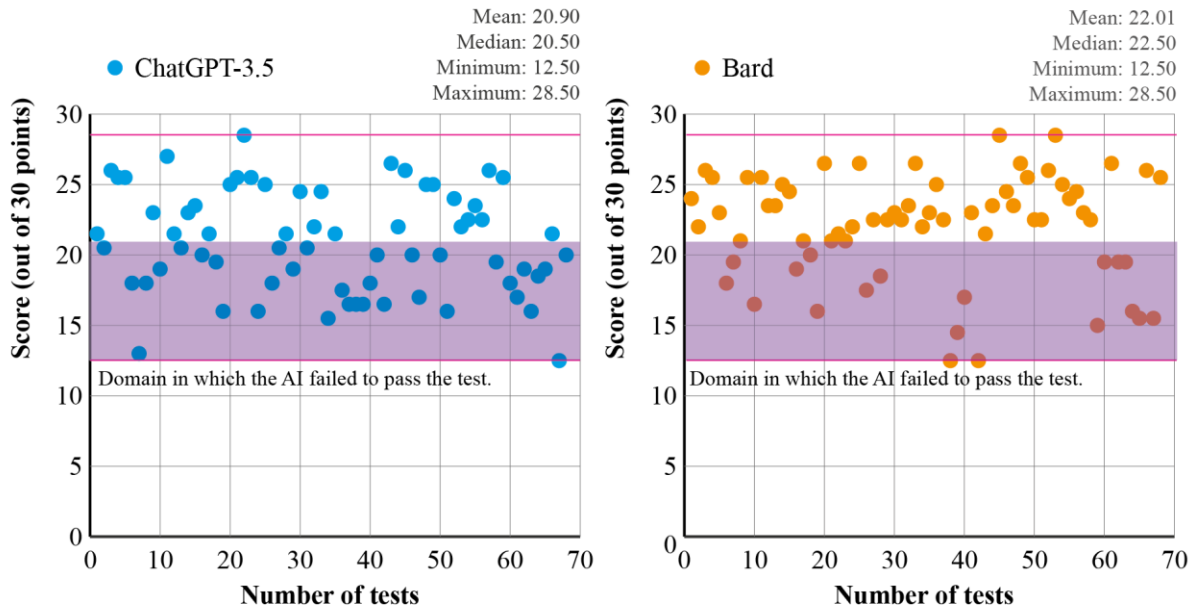 Mean: 20.90
Median: 20.50
Minimum: 12.50
Maximum: 28.50
ChatGPT-3.5
Score (out of 30 points)
30
25
20
15
10
5
0
Domain in which the AI failed to pass the test.
0 10 20 30 40 50 60 70
Number of tests
Mean: 22.01
Median: 22.50
Minimum: 12.50
Maximum: 28.50
Bard
Score (out of 30 points)
30
25
20
15
10
5
0
Domain in which the AI failed to pass the test.
0 10 20 30 40 50 60 70
Number of tests